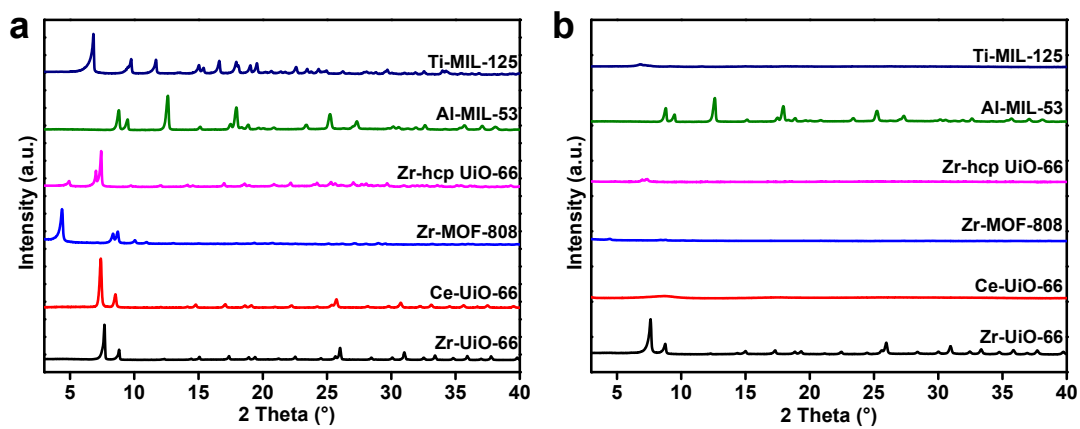 a
Intensity (a.u.)
Ti-MIL-125
Al-MIL-53
Zr-hcp UiO-66
Zr-MOF-808
Ce-UiO-66
Zr-UiO-66
5 10 15 20 25 30 35 40
2 Theta (°)
b
Intensity (a.u.)
Ti-MIL-125
Al-MIL-53
Zr-hcp UiO-66
Zr-MOF-808
Ce-UiO-66
Zr-UiO-66
5 10 15 20 25 30 35 40
2 Theta (°)